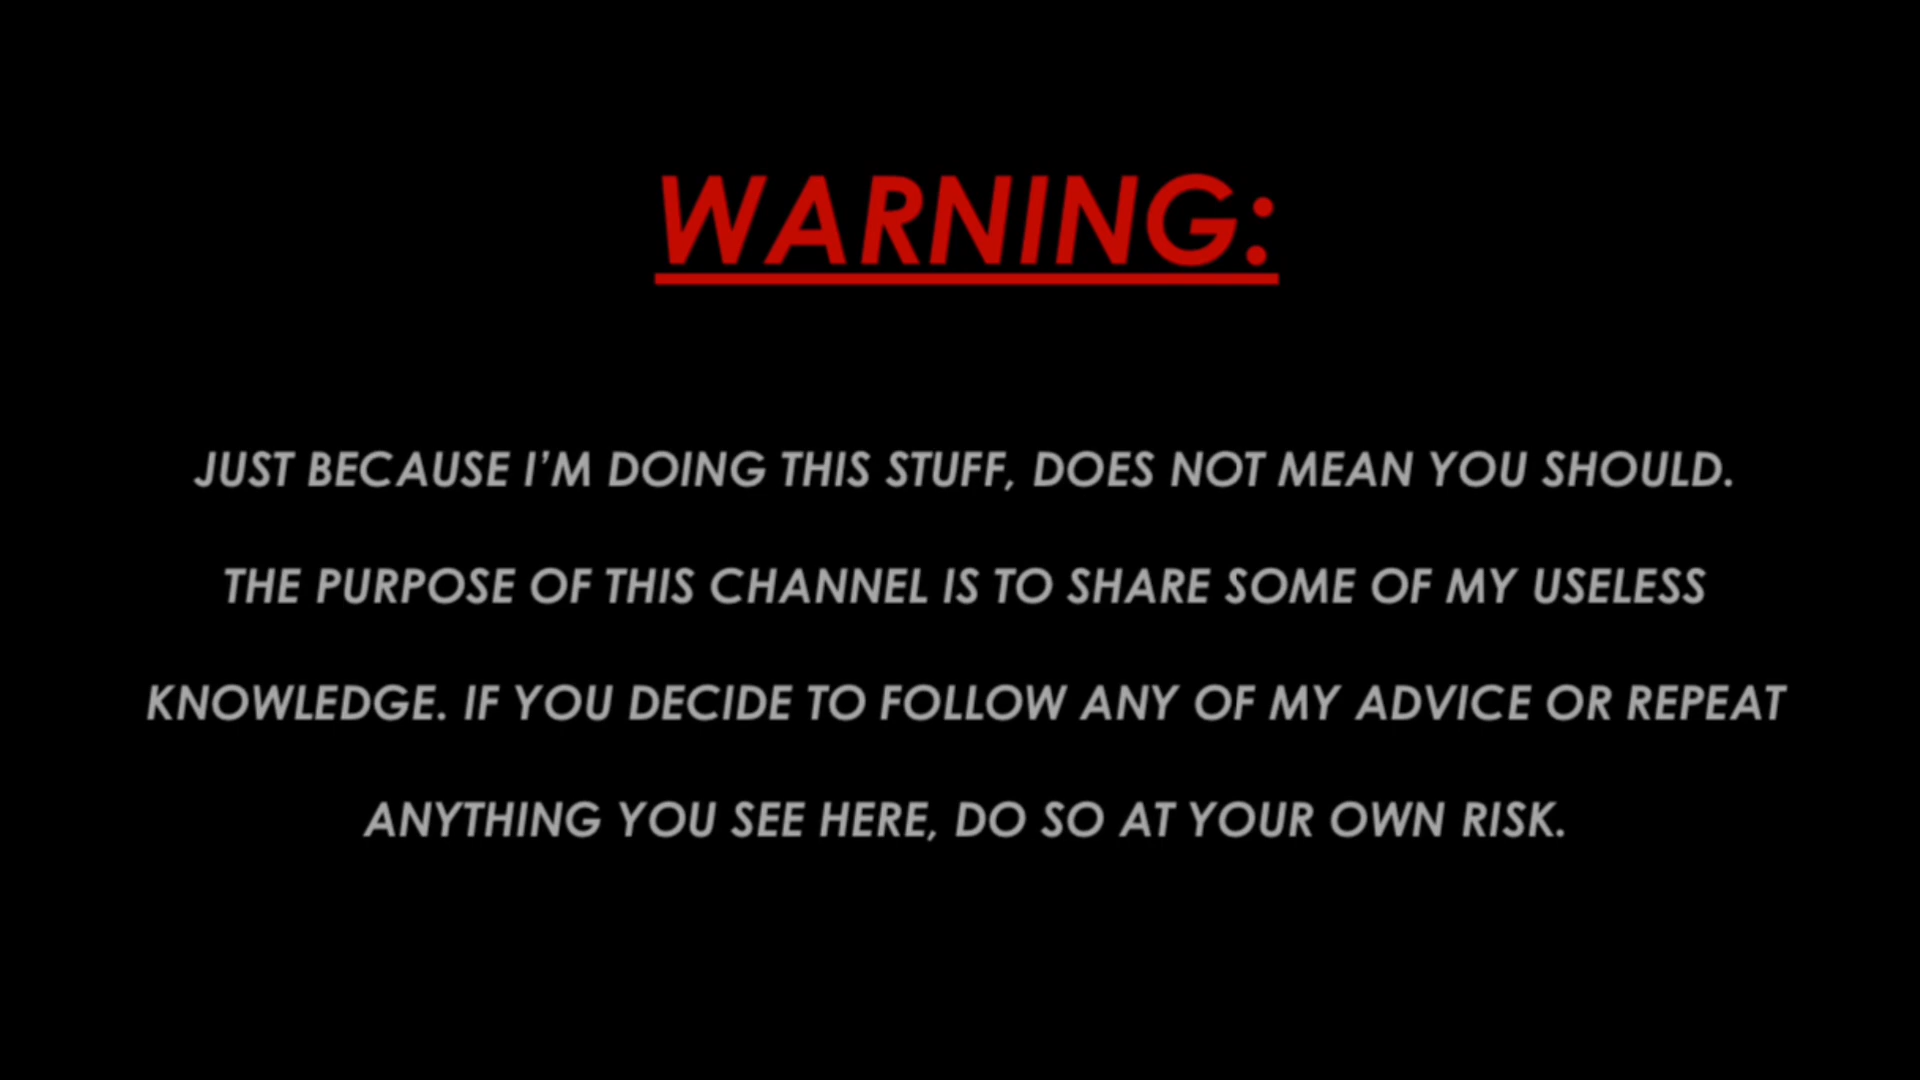 WARNING:
JUST BECAUSE I’M DOING THIS STUFF, DOES NOT MEAN YOU SHOULD.
THE PURPOSE OF THIS CHANNEL IS TO SHARE SOME OF MY USELESS
KNOWLEDGE. IF YOU DECIDE TO FOLLOW ANY OF MY ADVICE OR REPEAT
ANYTHING YOU SEE HERE, DO SO AT YOUR OWN RISK.